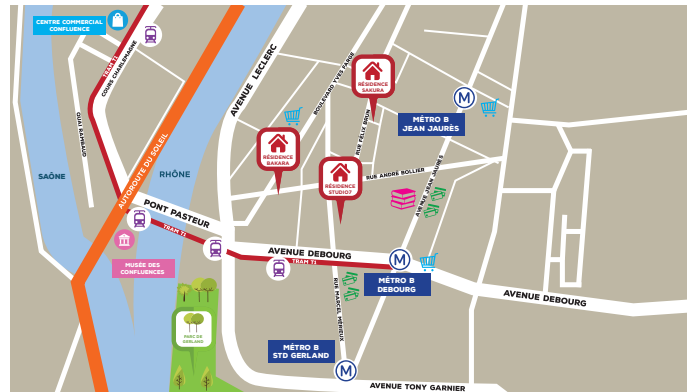 CENTRE COMMERCIAL
CONFLUENCE
TRAM T1
COURS CHARLEMAGNE
QUAI RAMBAUD
AUTOROUTE DU SOLEIL
SAÔNE
RHÔNE
AVENUE LECLERC
BOULEVARD YVES FARGE
RÉSIDENCE
SAKURA
RUE FÉLIX BRUN
M
MÉTRO B
JEAN JAURÈS
RÉSIDENCE
BAKARA
RÉSIDENCE
STUDIO7
RUE ANDRÉ BOLLIER
AVENUE JEAN JAURÈS
PONT PASTEUR
TRAM T1
MUSÉE DES
CONFLUENCES
AVENUE DEBOURG
TRAM T1
M
MÉTRO B
DEBOURG
AVENUE DEBOURG
RUE MARCEL MÉRIEUX
PARC DE
GERLAND
MÉTRO B
STD GERLAND
M
AVENUE TONY GARNIER